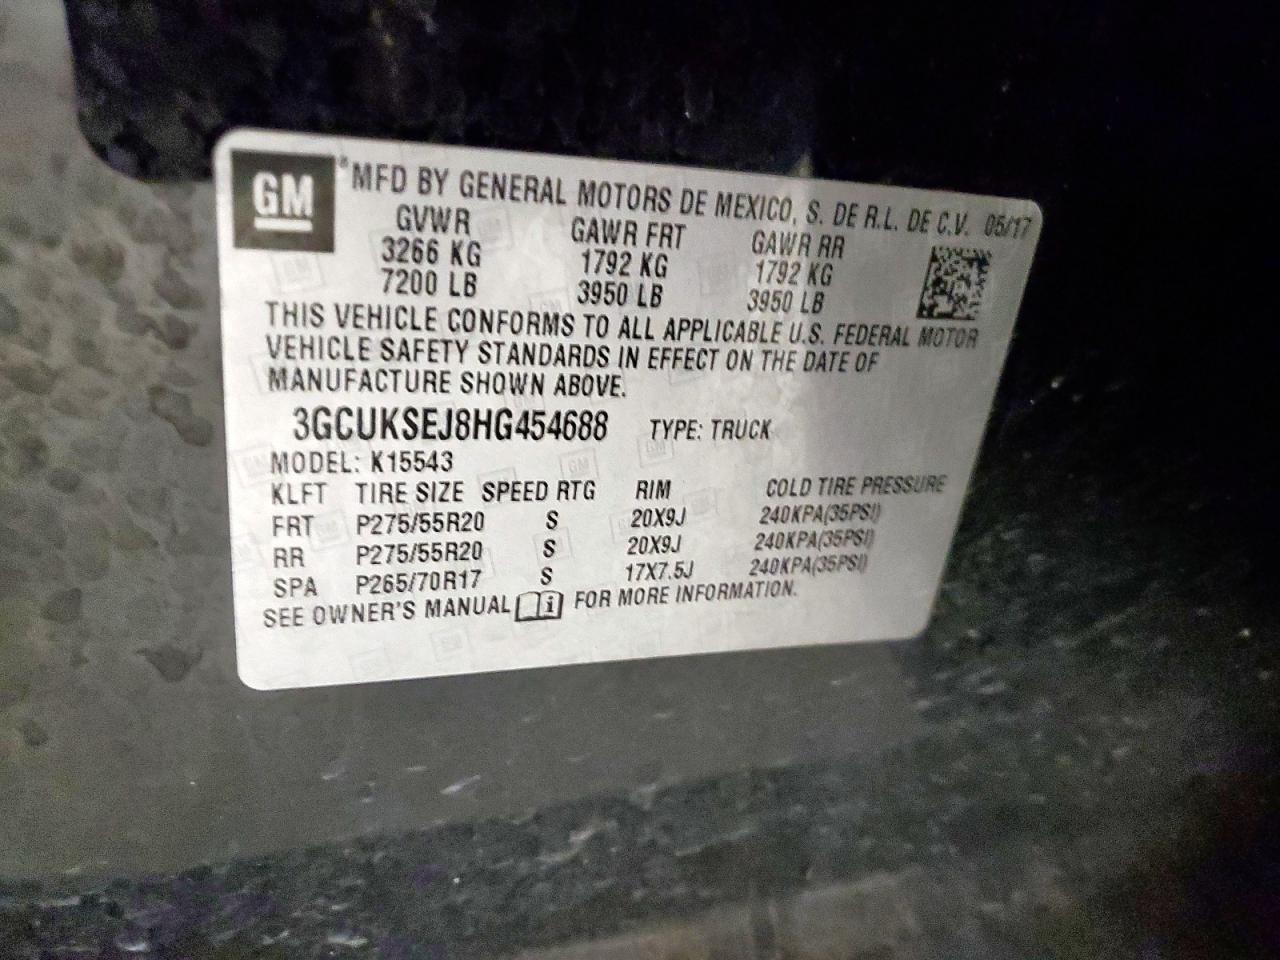 GM ® MFD BY GENERAL MOTORS DE MEXICO, S. DE R.L. DE C.V. 05/17
GVWR GAWR FRT GAWR RR
3266 KG 1792 KG 1792 KG
7200 LB 3950 LB 3950 LB
THIS VEHICLE CONFORMS TO ALL APPLICABLE U.S. FEDERAL MOTOR
VEHICLE SAFETY STANDARDS IN EFFECT ON THE DATE OF
MANUFACTURE SHOWN ABOVE.
3GCUKSEJ8HG454688 TYPE: TRUCK
MODEL: K15543
KLFT TIRE SIZE SPEED RTG RIM COLD TIRE PRESSURE
FRT P275/55R20 S 20X9J 240KPA(35PSI)
RR P275/55R20 S 20X9J 240KPA(35PSI)
SPA P265/70R17 S 17X7.5J 240KPA(35PSI)
SEE OWNER'S MANUAL i FOR MORE INFORMATION.